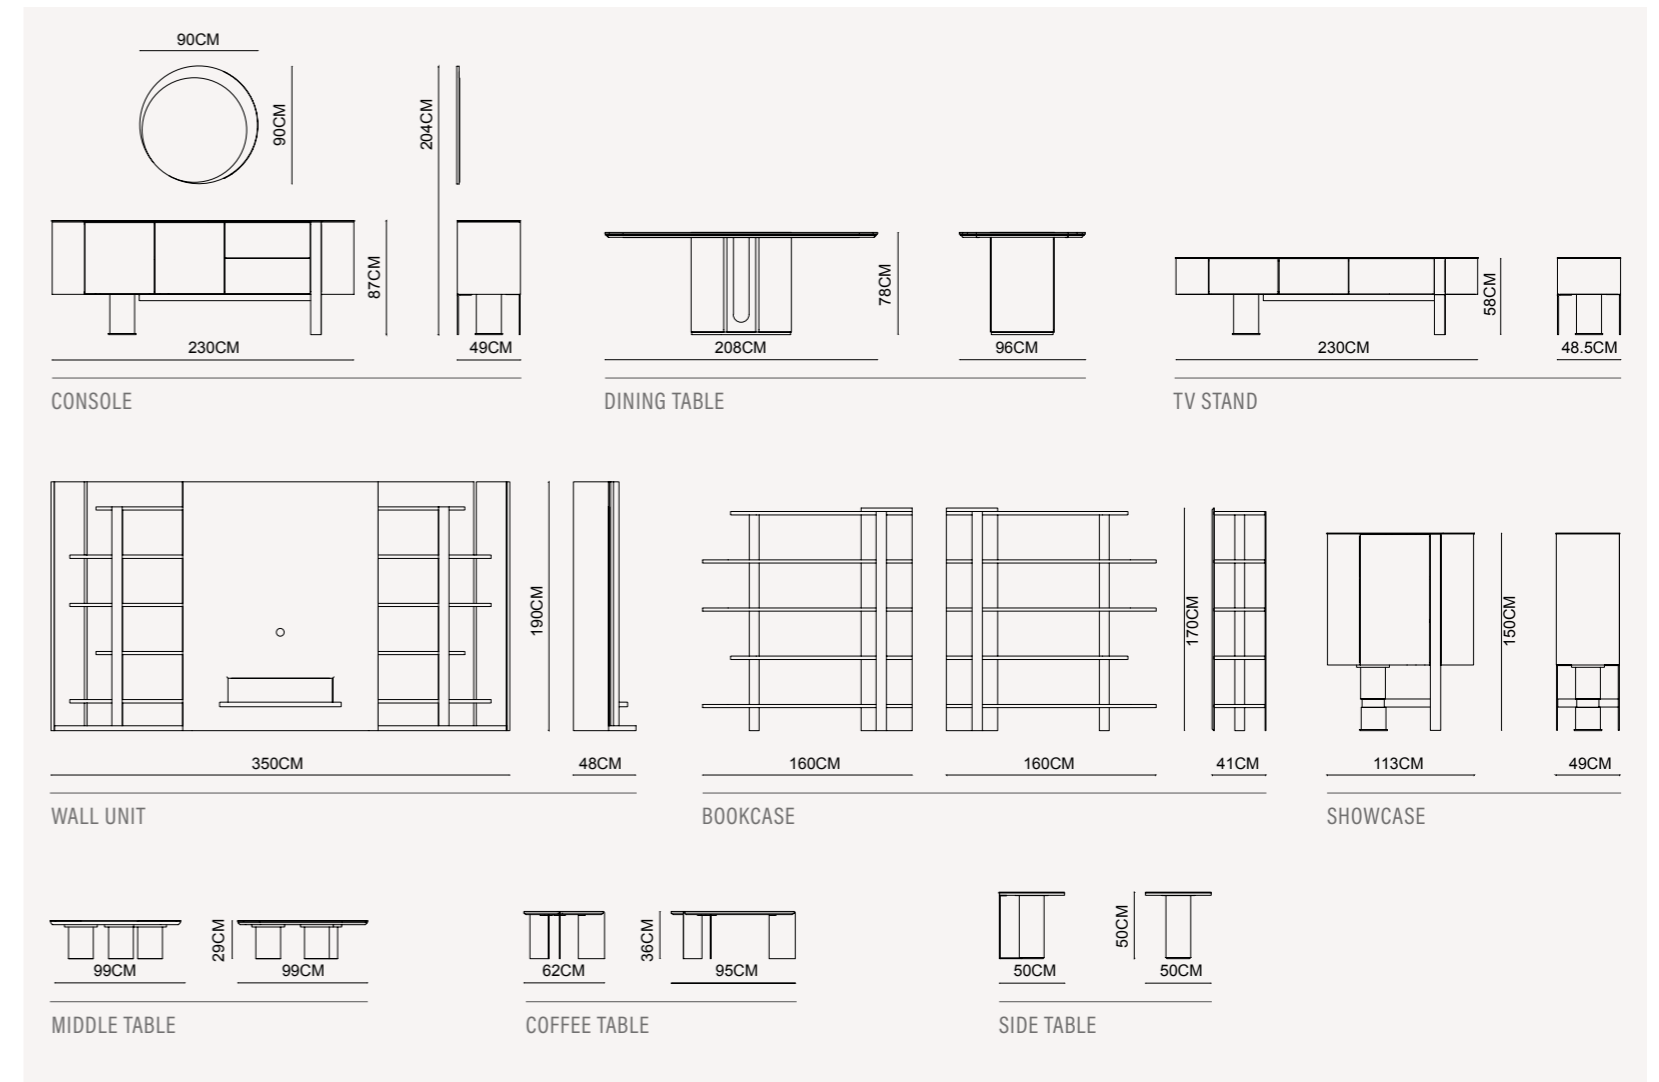 90CM
90CM
204CM
87CM
230CM
49CM
CONSOLE
78CM
208CM
96CM
DINING TABLE
58CM
230CM
48.5CM
TV STAND
190CM
350CM
48CM
WALL UNIT
170CM
160CM
160CM
41CM
BOOKCASE
150CM
113CM
49CM
SHOWCASE
29CM
99CM
99CM
MIDDLE TABLE
36CM
62CM
95CM
COFFEE TABLE
50CM
50CM
50CM
SIDE TABLE